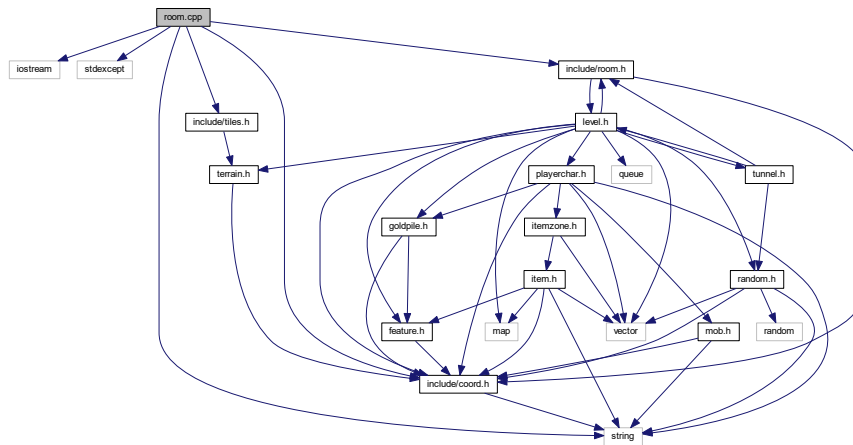 room.cpp
iostream
stdexcept
include/room.h
include/tiles.h
level.h
terrain.h
playerchar.h
queue
tunnel.h
goldpile.h
itemzone.h
item.h
random.h
feature.h
map
vector
mob.h
random
include/coord.h
string